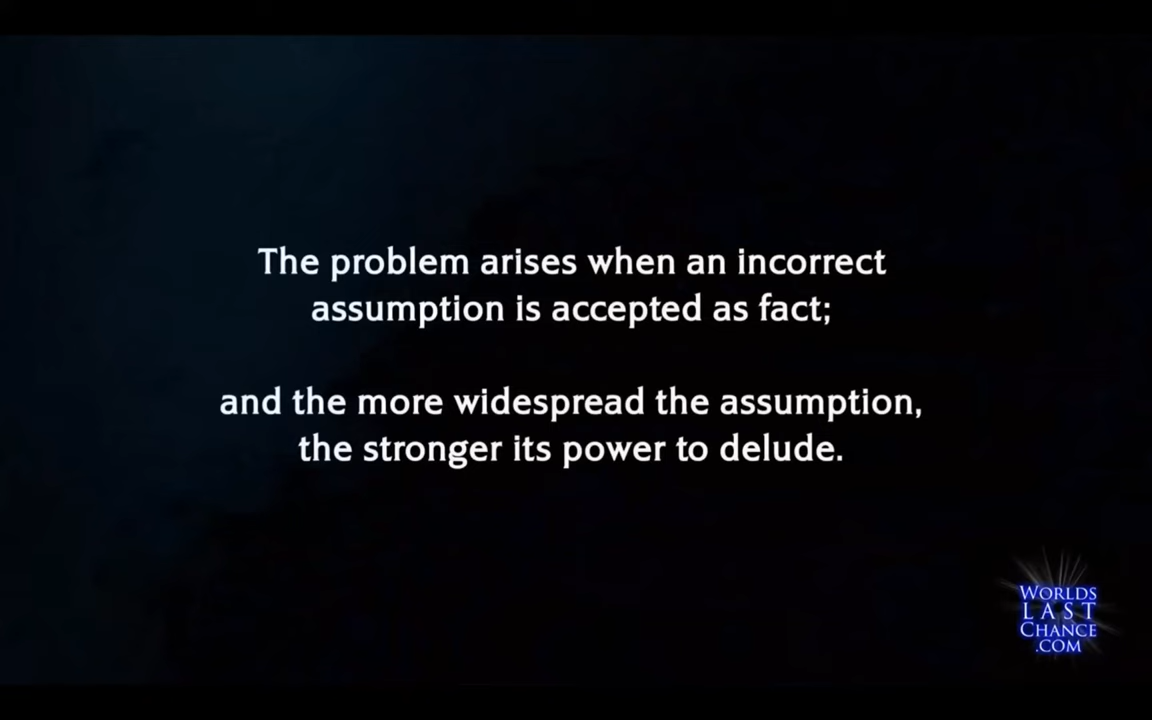 The problem arises when an incorrect
assumption is accepted as fact;
and the more widespread the assumption,
the stronger its power to delude.
WORLDS
LAST
CHANCE
.COM